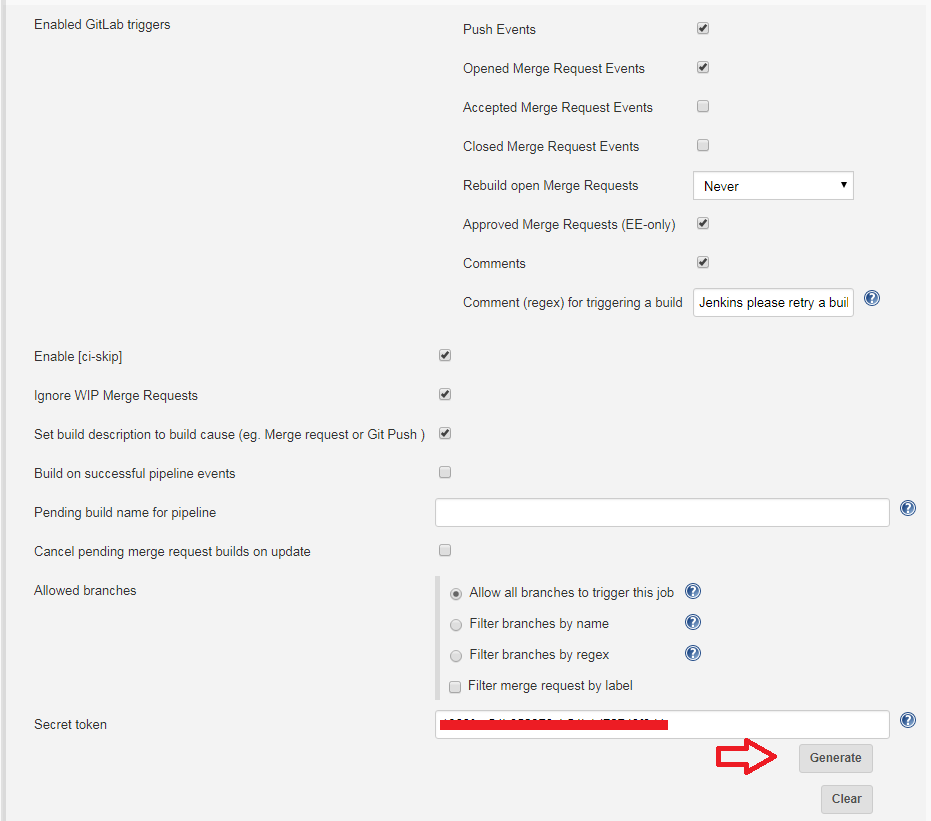 Enabled GitLab triggers
Push Events
Opened Merge Request Events
Accepted Merge Request Events
Closed Merge Request Events
Rebuild open Merge Requests
Never
Approved Merge Requests (EE-only)
Comments
Comment (regex) for triggering a build
Jenkins please retry a buil
Enable [ci-skip]
Ignore WIP Merge Requests
Set build description to build cause (eg. Merge request or Git Push )
Build on successful pipeline events
Pending build name for pipeline
Cancel pending merge request builds on update
Allowed branches
Allow all branches to trigger this job
Filter branches by name
Filter branches by regex
Filter merge request by label
Secret token
Generate
Clear